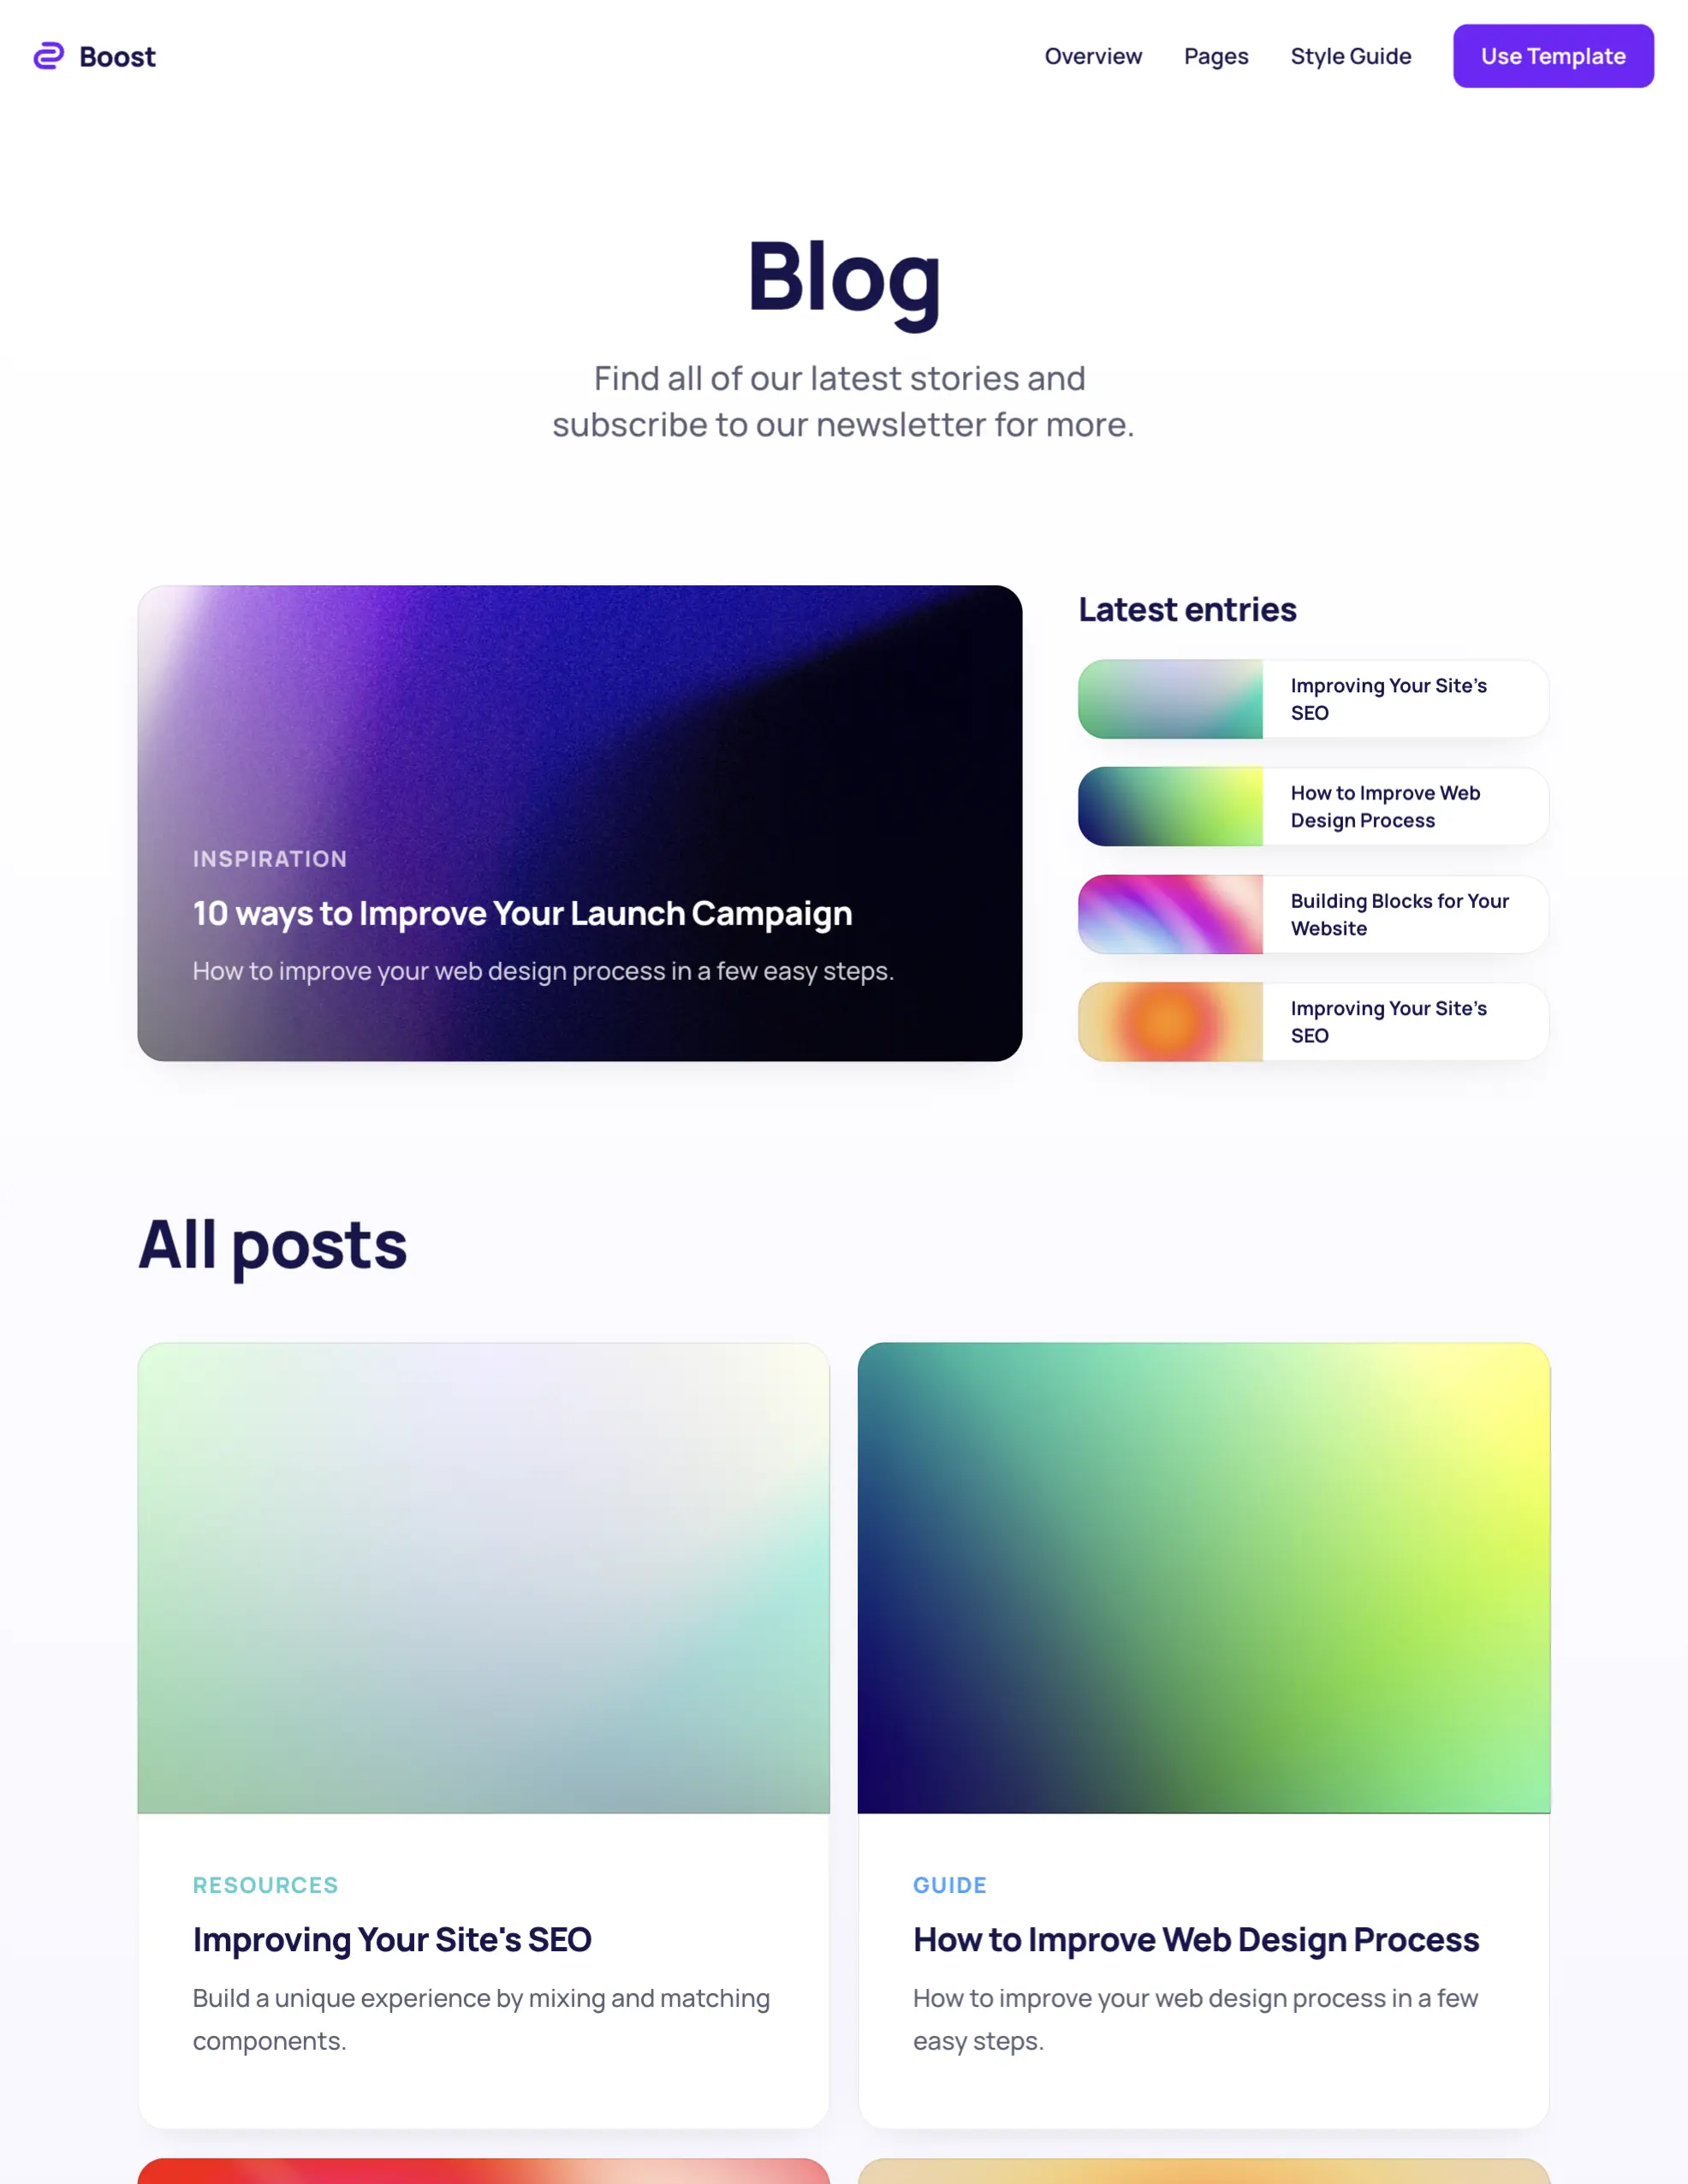 Boost
Overview
Pages
Style Guide
Use Template
Blog
Find all of our latest stories and
subscribe to our newsletter for more.
INSPIRATION
10 ways to Improve Your Launch Campaign
How to improve your web design process in a few easy steps.
Latest entries
Improving Your Site’s
SEO
How to Improve Web
Design Process
Building Blocks for Your
Website
Improving Your Site’s
SEO
All posts
RESOURCES
Improving Your Site's SEO
Build a unique experience by mixing and matching
components.
GUIDE
How to Improve Web Design Process
How to improve your web design process in a few
easy steps.